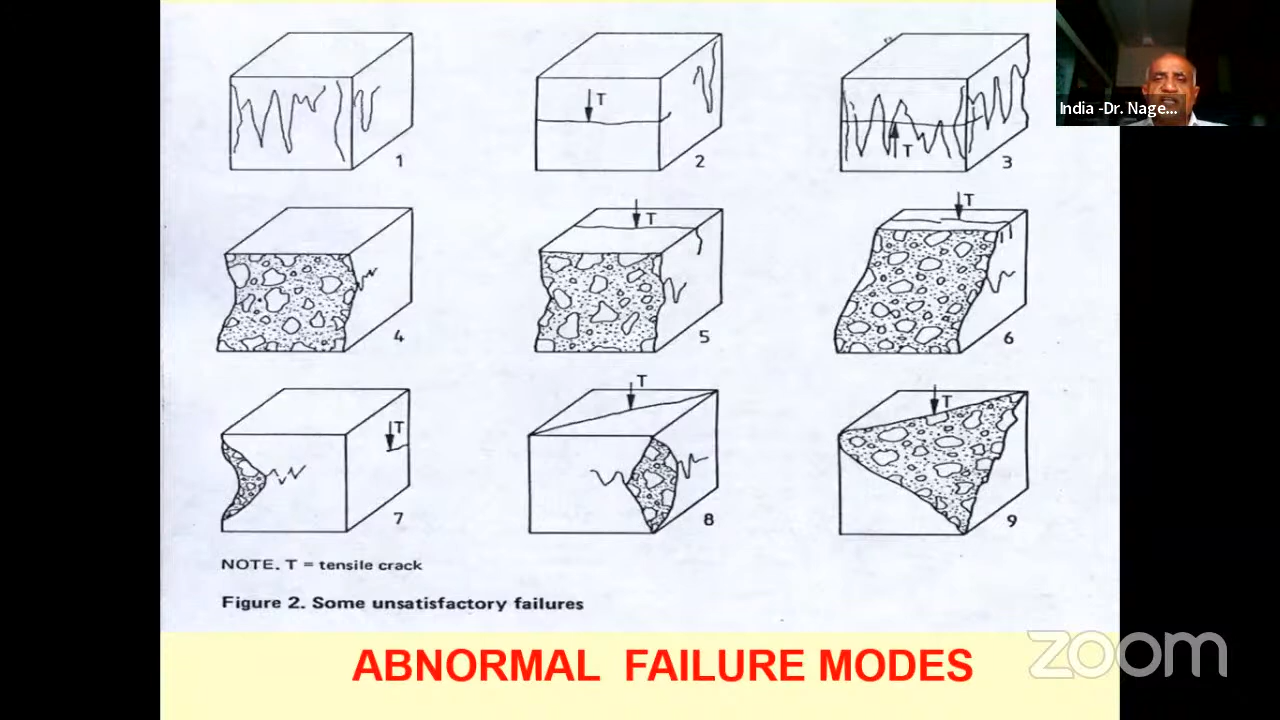 India -Dr. Nage...
T
1
2
T
3
4
T
5
T
6
T
7
T
8
T
9
NOTE. T = tensile crack
Figure 2. Some unsatisfactory failures
ABNORMAL FAILURE MODES
zoom